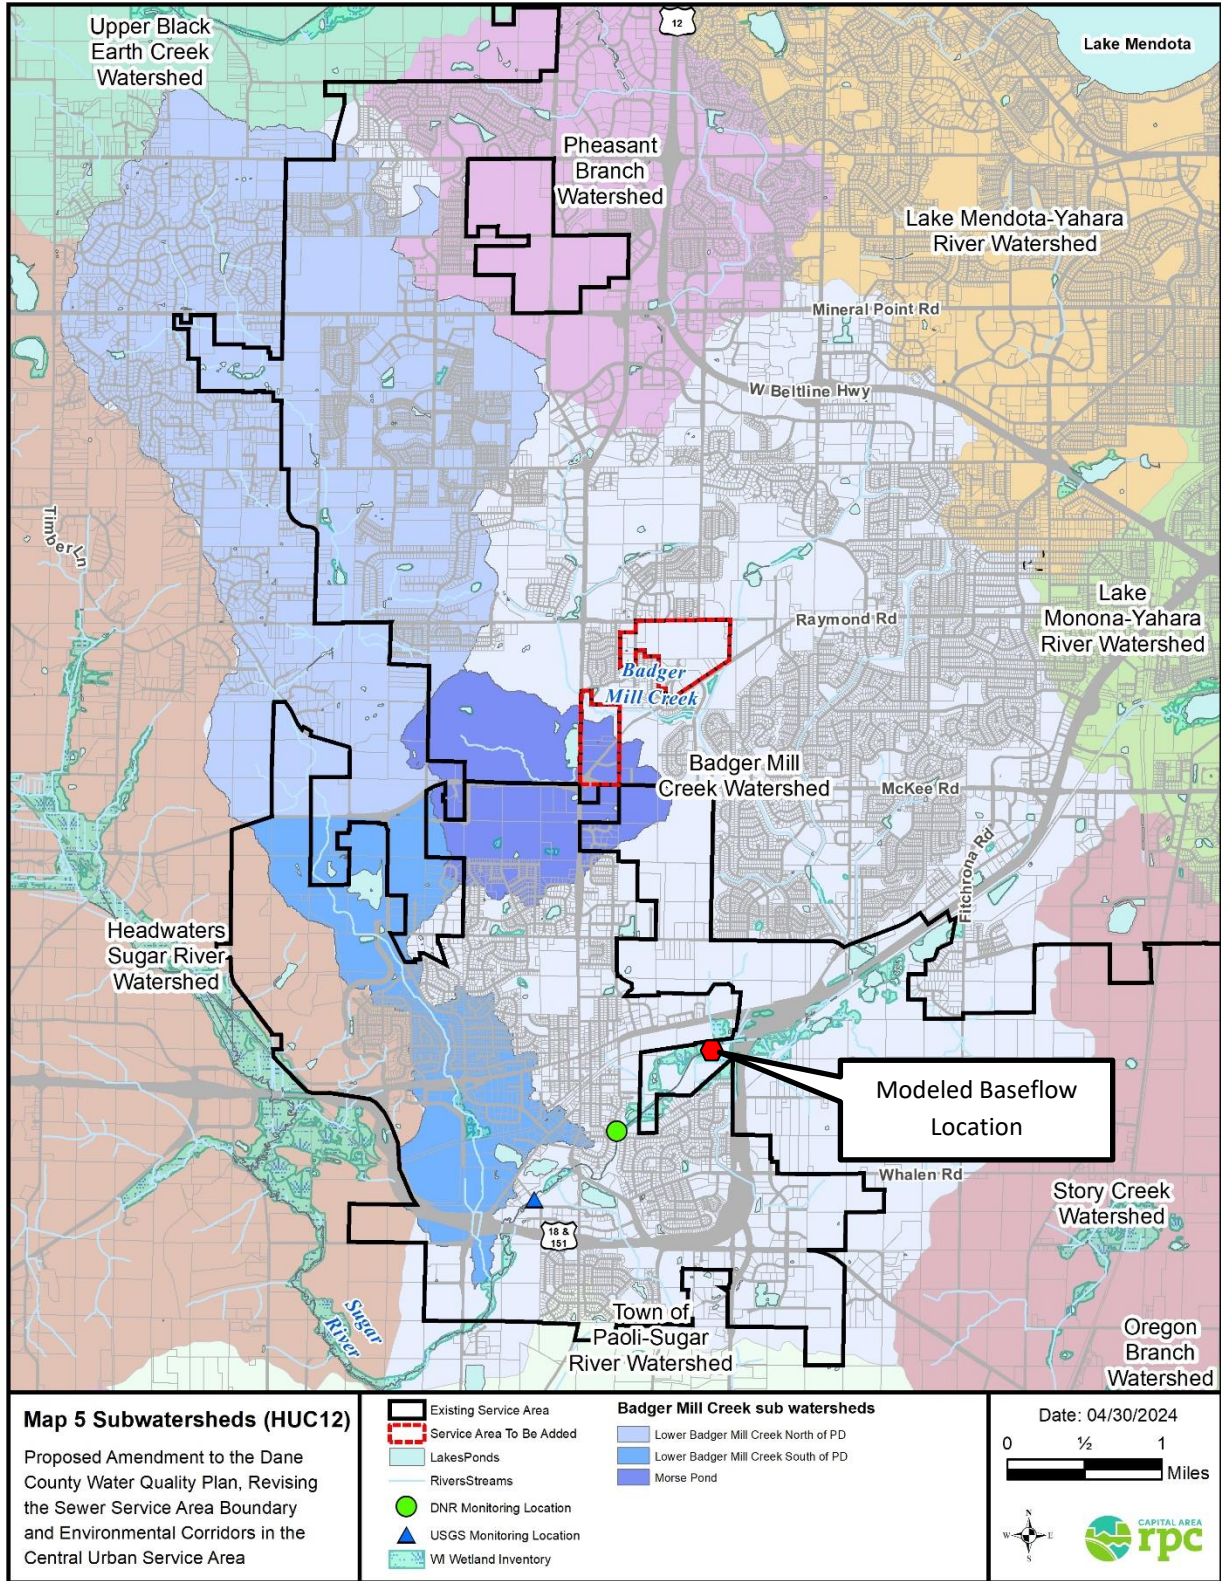 Upper Black
Earth Creek
Watershed
12
Lake Mendota
Pheasant
Branch
Watershed
Lake Mendota-Yahara
River Watershed
Mineral Point Rd
W Beltline Hwy
Timber Ln
Lake
Monona-Yahara
River Watershed
Raymond Rd
Badger
Mill Creek
Badger Mill
Creek Watershed
McKee Rd
Fitchrona Rd
Headwaters
Sugar River
Watershed
Modeled Baseflow
Location
Whalen Rd
Story Creek
Watershed
18 &
151
Sugar
River
Town of
Paoli-Sugar
River Watershed
Oregon
Branch
Watershed
Map 5 Subwatersheds (HUC12)
Proposed Amendment to the Dane
County Water Quality Plan, Revising
the Sewer Service Area Boundary
and Environmental Corridors in the
Central Urban Service Area
Existing Service Area
Service Area To Be Added
LakesPonds
RiversStreams
DNR Monitoring Location
USGS Monitoring Location
WI Wetland Inventory
Badger Mill Creek sub watersheds
Lower Badger Mill Creek North of PD
Lower Badger Mill Creek South of PD
Morse Pond
Date: 04/30/2024
0 ½ 1
Miles
N
W E
S
CAPITAL AREA
rpc